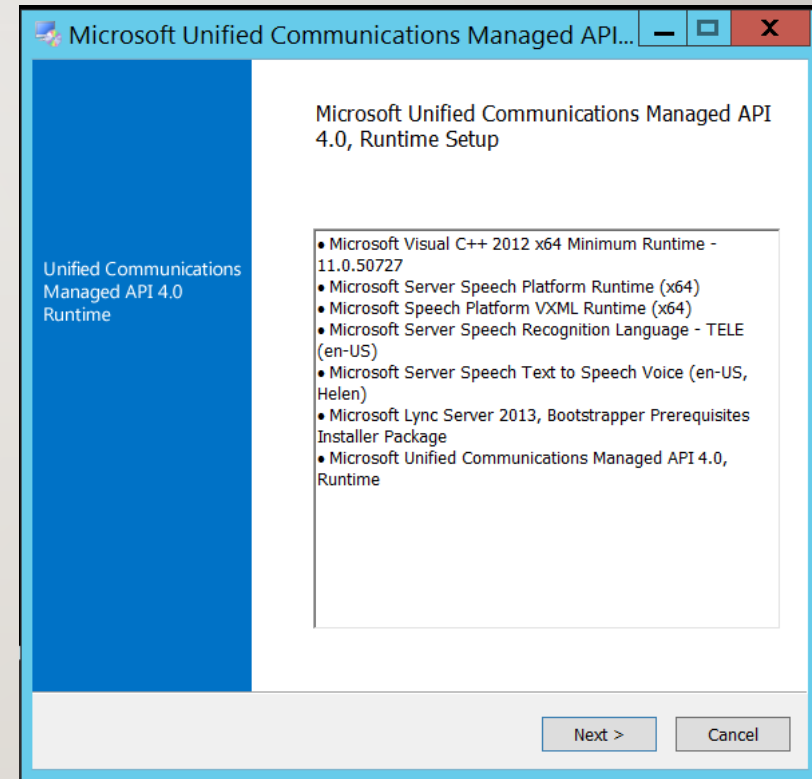 Microsoft Unified Communications Managed API...
Microsoft Unified Communications Managed API
4.0, Runtime Setup
Unified Communications
Managed API 4.0
Runtime
• Microsoft Visual C++ 2012 x64 Minimum Runtime -
11.0.50727
• Microsoft Server Speech Platform Runtime (x64)
• Microsoft Speech Platform VXML Runtime (x64)
• Microsoft Server Speech Recognition Language - TELE
(en-US)
• Microsoft Server Speech Text to Speech Voice (en-US,
Helen)
• Microsoft Lync Server 2013, Bootstrapper Prerequisites
Installer Package
• Microsoft Unified Communications Managed API 4.0,
Runtime
Next >
Cancel